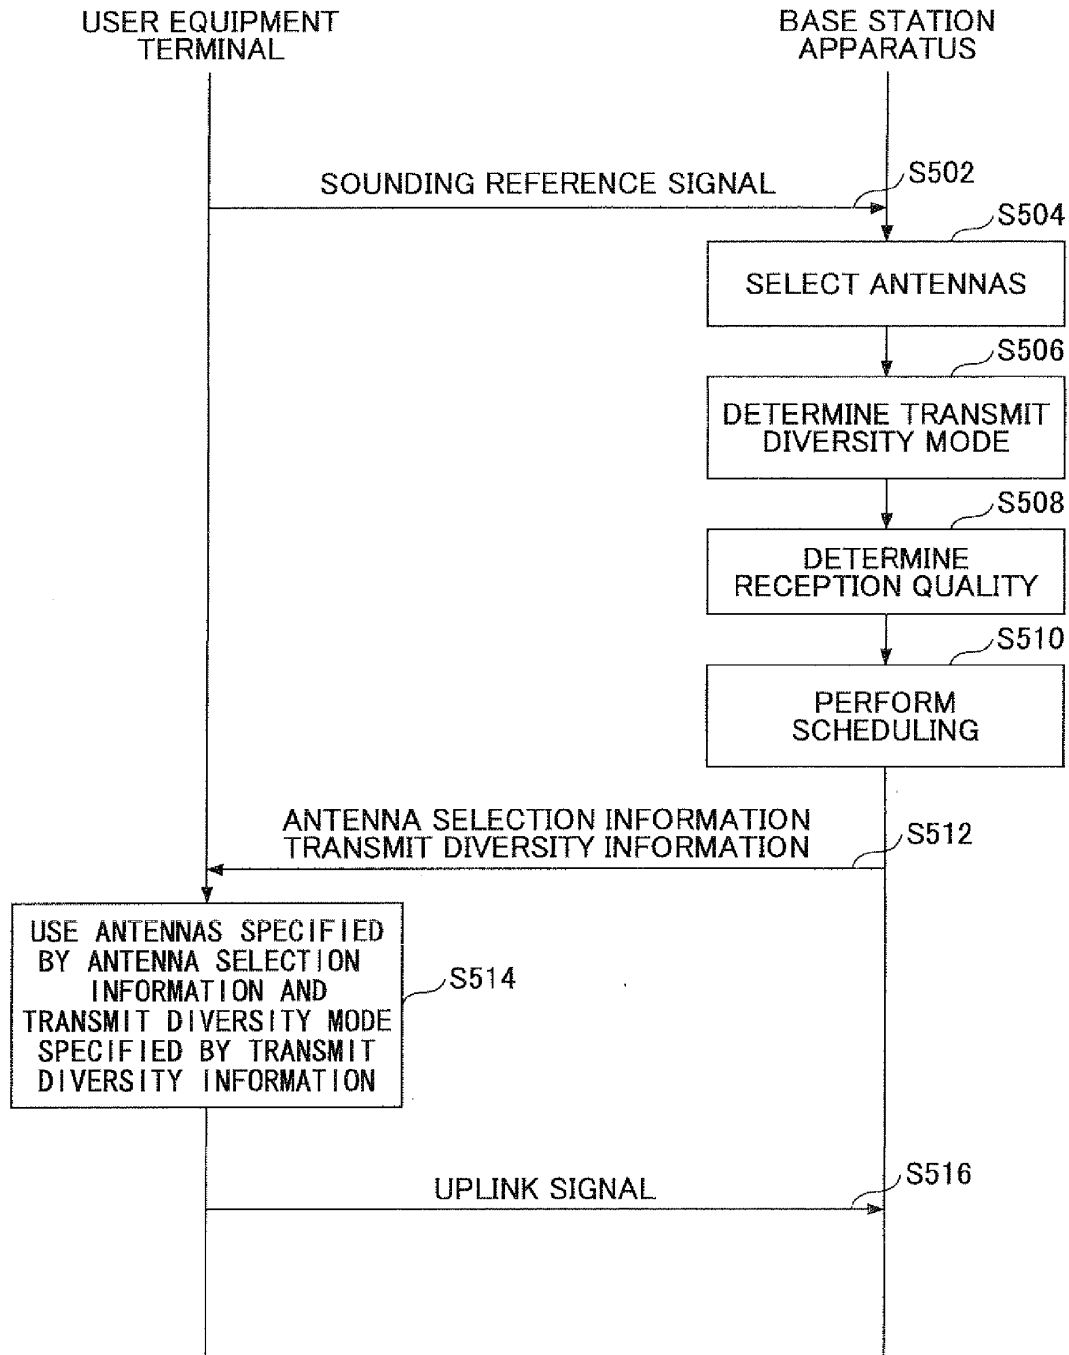 USER EQUIPMENT
TERMINAL
BASE STATION
APPARATUS
SOUNDING REFERENCE SIGNAL
S502
S504
SELECT ANTENNAS
S506
DETERMINE TRANSMIT
DIVERSITY MODE
S508
DETERMINE
RECEPTION QUALITY
S510
PERFORM
SCHEDULING
ANTENNA SELECTION INFORMATION
TRANSMIT DIVERSITY INFORMATION
S512
USE ANTENNAS SPECIFIED
BY ANTENNA SELECTION
INFORMATION AND
TRANSMIT DIVERSITY MODE
SPECIFIED BY TRANSMIT
DIVERSITY INFORMATION
S514
UPLINK SIGNAL
S516